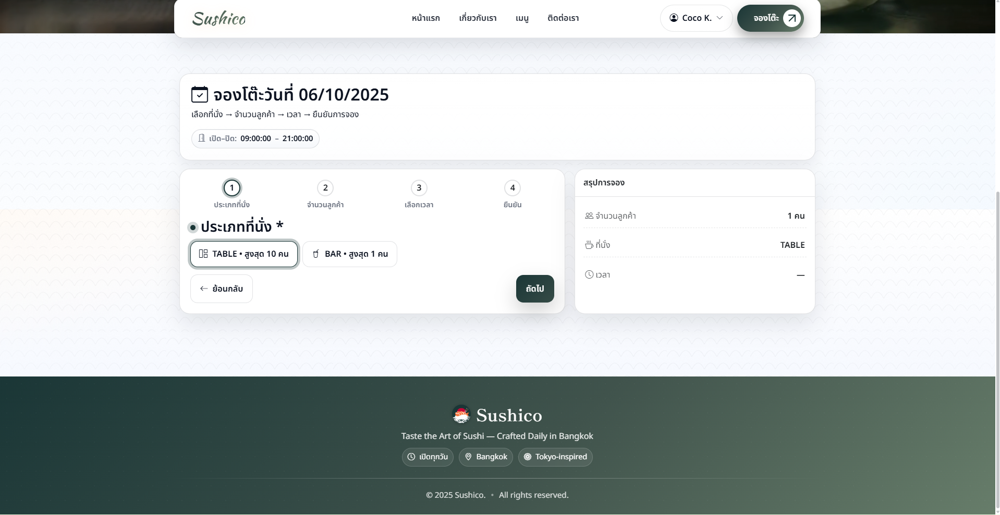 Sushico
หน้าแรก
เกี่ยวกับเรา
เมนู
ติดต่อเรา
Coco K.
จองโต๊ะ
จองโต๊ะวันที่ 06/10/2025
เลือกที่นั่ง → จำนวนลูกค้า → เวลา → ยืนยันการจอง
เปิด–ปิด: 09:00:00 – 21:00:00
1
2
3
4
ประเภทที่นั่ง
จำนวนลูกค้า
เลือกเวลา
ยืนยัน
ประเภทที่นั่ง *
TABLE • สูงสุด 10 คน
BAR • สูงสุด 1 คน
← ย้อนกลับ
ถัดไป
สรุปการจอง
จำนวนลูกค้า 1 คน
ที่นั่ง TABLE
เวลา —
Sushico
Taste the Art of Sushi — Crafted Daily in Bangkok
เปิดทุกวัน
Bangkok
Tokyo-inspired
© 2025 Sushico. • All rights reserved.